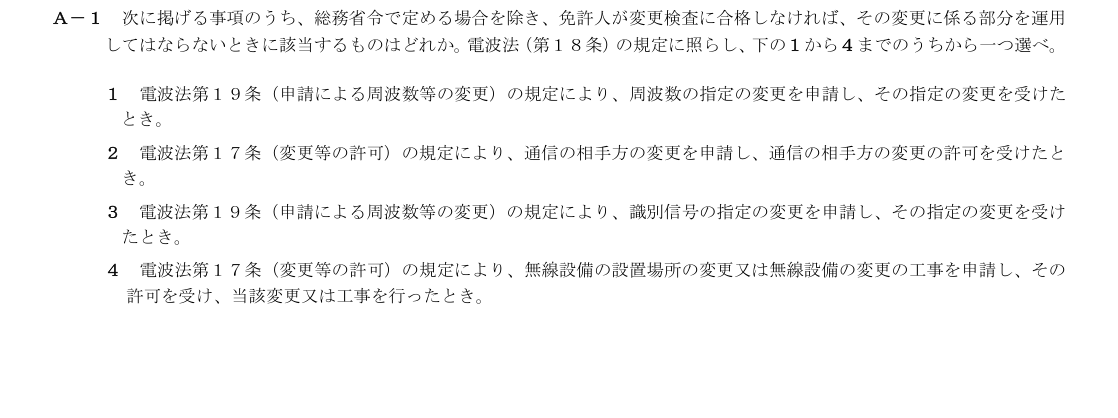 A－1　次に掲げる事項のうち、総務省令で定める場合を除き、免許人が変更検査に合格しなければ、その変更に係る部分を運用
してはならないときに該当するものはどれか。電波法（第１８条）の規定に照らし、下の1から4までのうちから一つ選べ。
1　電波法第１９条（申請による周波数等の変更）の規定により、周波数の指定の変更を申請し、その指定の変更を受けた
とき。
2　電波法第１７条（変更等の許可）の規定により、通信の相手方の変更を申請し、通信の相手方の変更の許可を受けたと
き。
3　電波法第１９条（申請による周波数等の変更）の規定により、識別信号の指定の変更を申請し、その指定の変更を受け
たとき。
4　電波法第１７条（変更等の許可）の規定により、無線設備の設置場所の変更又は無線設備の変更の工事を申請し、その
許可を受け、当該変更又は工事を行ったとき。